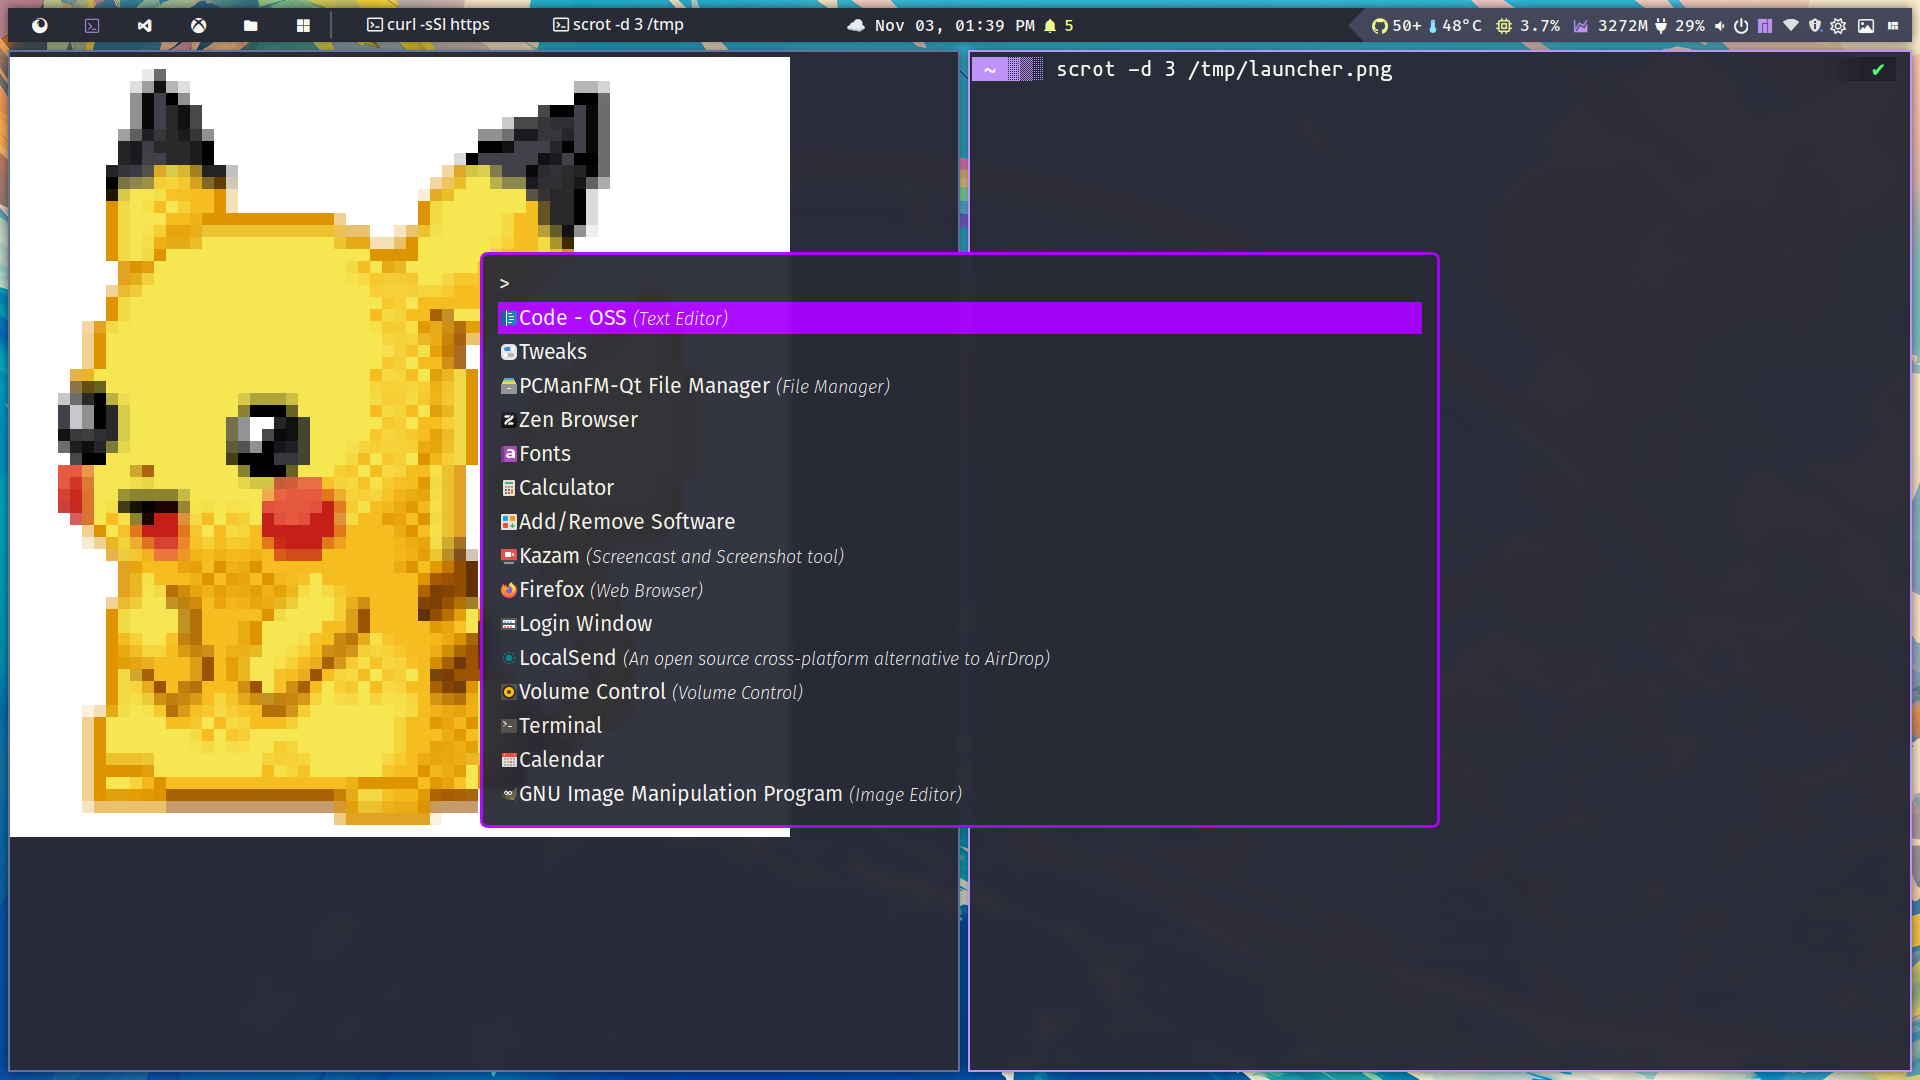 curl -sSl https
scrot -d 3 /tmp
Nov 03, 01:39 PM 5
50+ 48°C 3.7% 3272M 29%
~ scrot -d 3 /tmp/launcher.png ✔
>
Code - OSS (Text Editor)
Tweaks
PCManFM-Qt File Manager (File Manager)
Zen Browser
Fonts
Calculator
Add/Remove Software
Kazam (Screencast and Screenshot tool)
Firefox (Web Browser)
Login Window
LocalSend (An open source cross-platform alternative to AirDrop)
Volume Control (Volume Control)
Terminal
Calendar
GNU Image Manipulation Program (Image Editor)